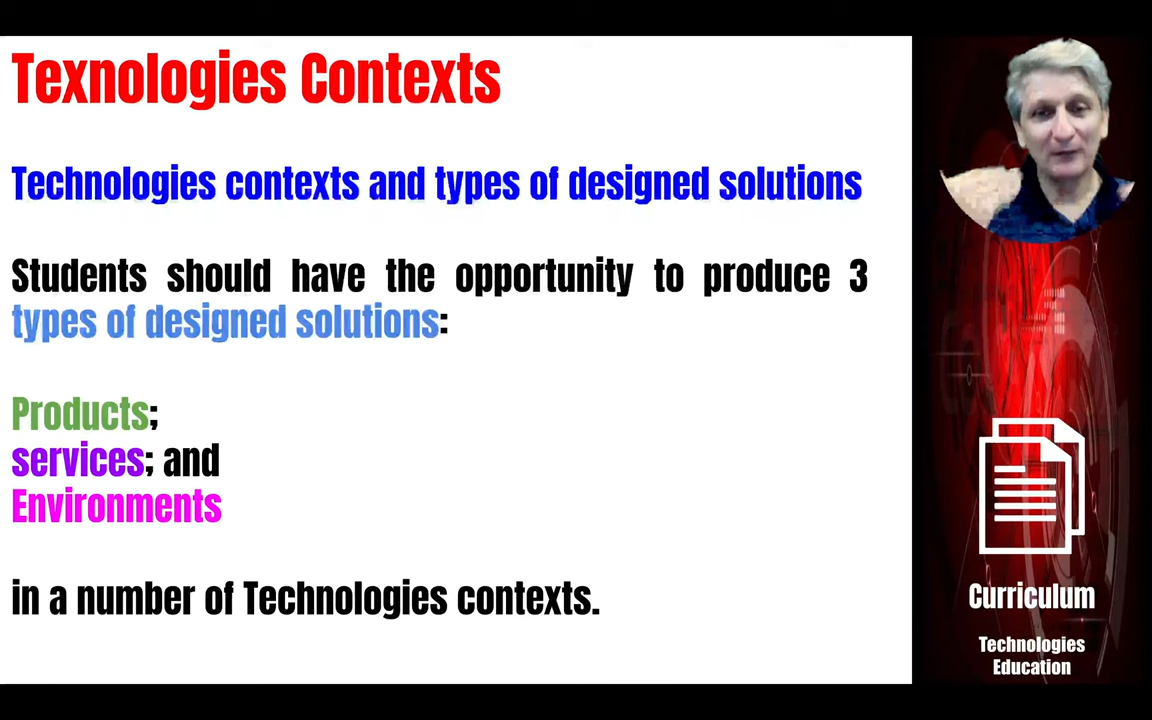 Texnologies Contexts
Technologies contexts and types of designed solutions
Students should have the opportunity to produce 3
types of designed solutions:
Products;
services; and
Environments
in a number of Technologies contexts.
Curriculum
Technologies
Education